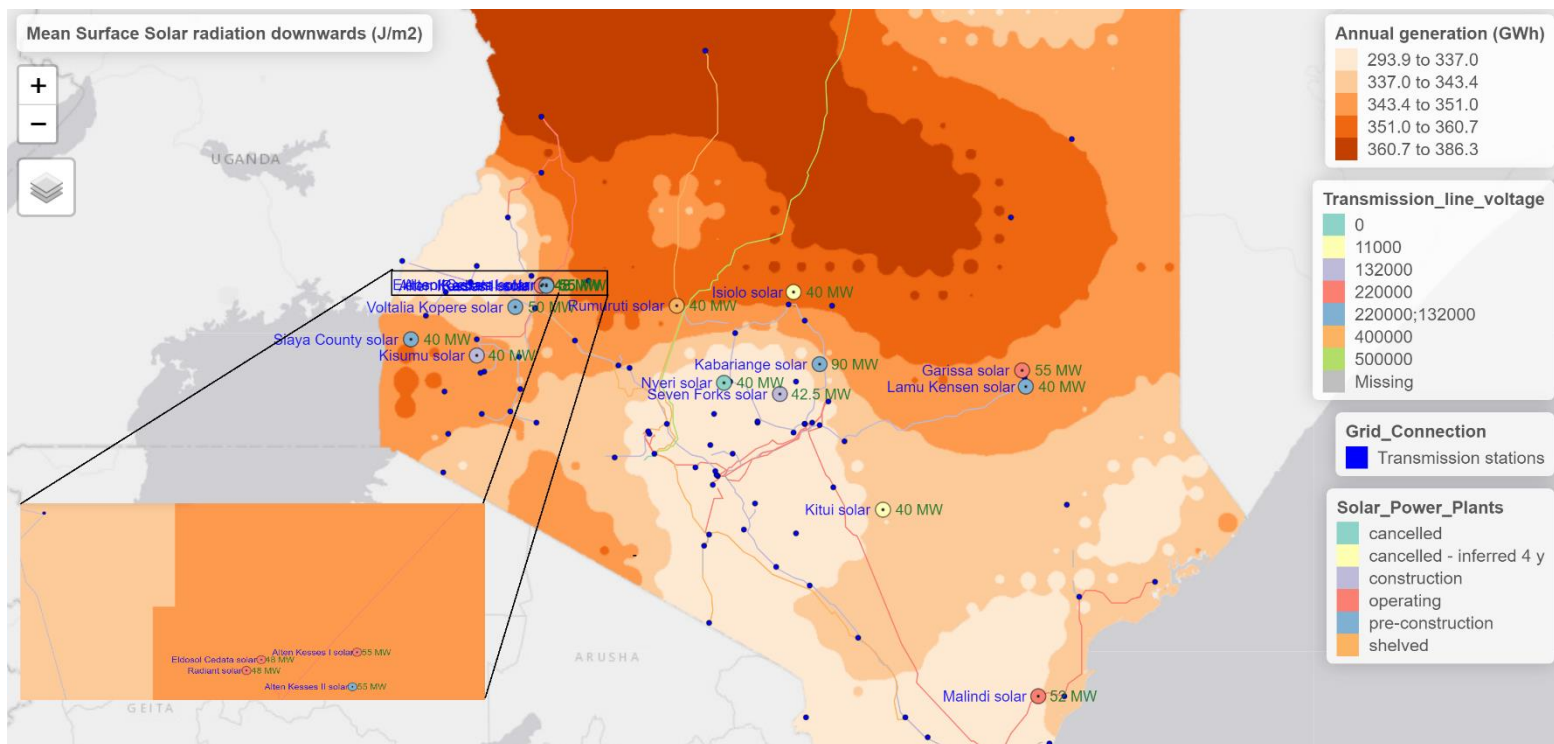 Mean Surface Solar radiation downwards (J/m2)
+
−
UGANDA
Annual generation (GWh)
293.9 to 337.0
337.0 to 343.4
343.4 to 351.0
351.0 to 360.7
360.7 to 386.3
Transmission_line_voltage
0
11000
132000
220000
220000;132000
400000
500000
Missing
Grid_Connection
Transmission stations
Solar_Power_Plants
cancelled
cancelled - inferred 4 y
construction
operating
pre-construction
shelved
Voltalia Kopere solar 50 MW
Rumuruti solar 40 MW
Isiolo solar 40 MW
Siaya County solar 40 MW
Kisumu solar 40 MW
Kabariange solar 90 MW
Nyeri solar 40 MW
Seven Forks solar 42.5 MW
Garissa solar 55 MW
Lamu Kensen solar 40 MW
Kitui solar 40 MW
Malindi solar 52 MW
Alten Kesses I solar 55 MW
Eldosol Cedata solar 48 MW
Radiant solar 48 MW
Alten Kesses II solar 55 MW
ARUSHA
GEITA